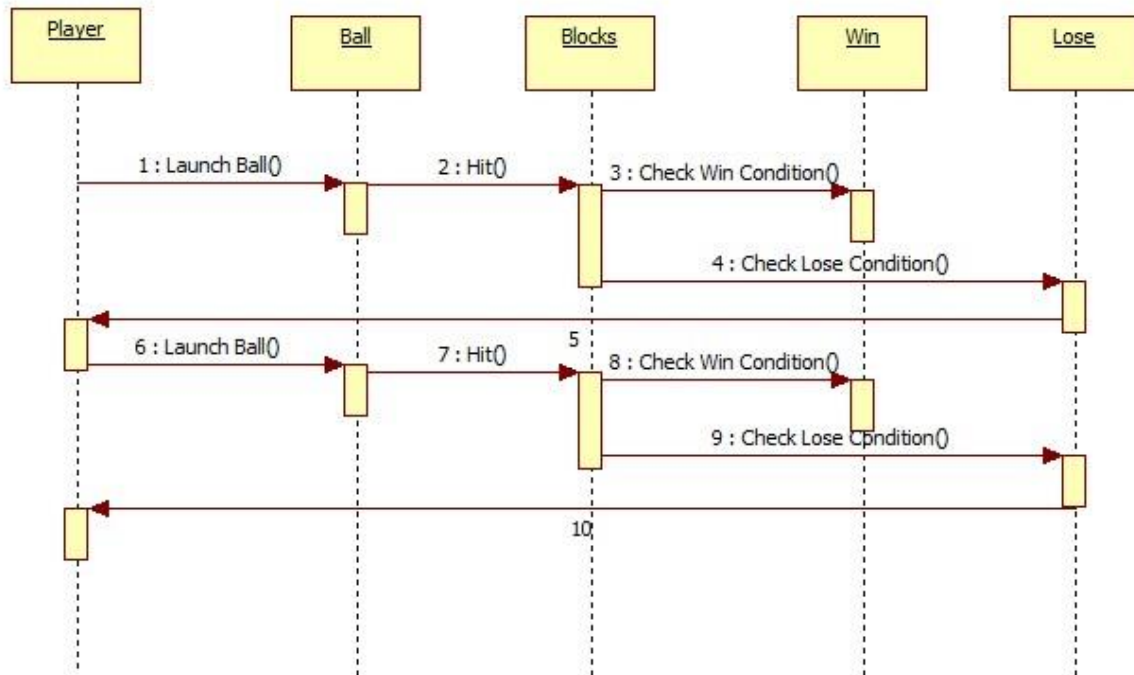 Player
Ball
Blocks
Win
Lose
1 : Launch Ball()
2 : Hit()
3 : Check Win Condition()
4 : Check Lose Condition()
5
6 : Launch Ball()
7 : Hit()
8 : Check Win Condition()
9 : Check Lose Condition()
10